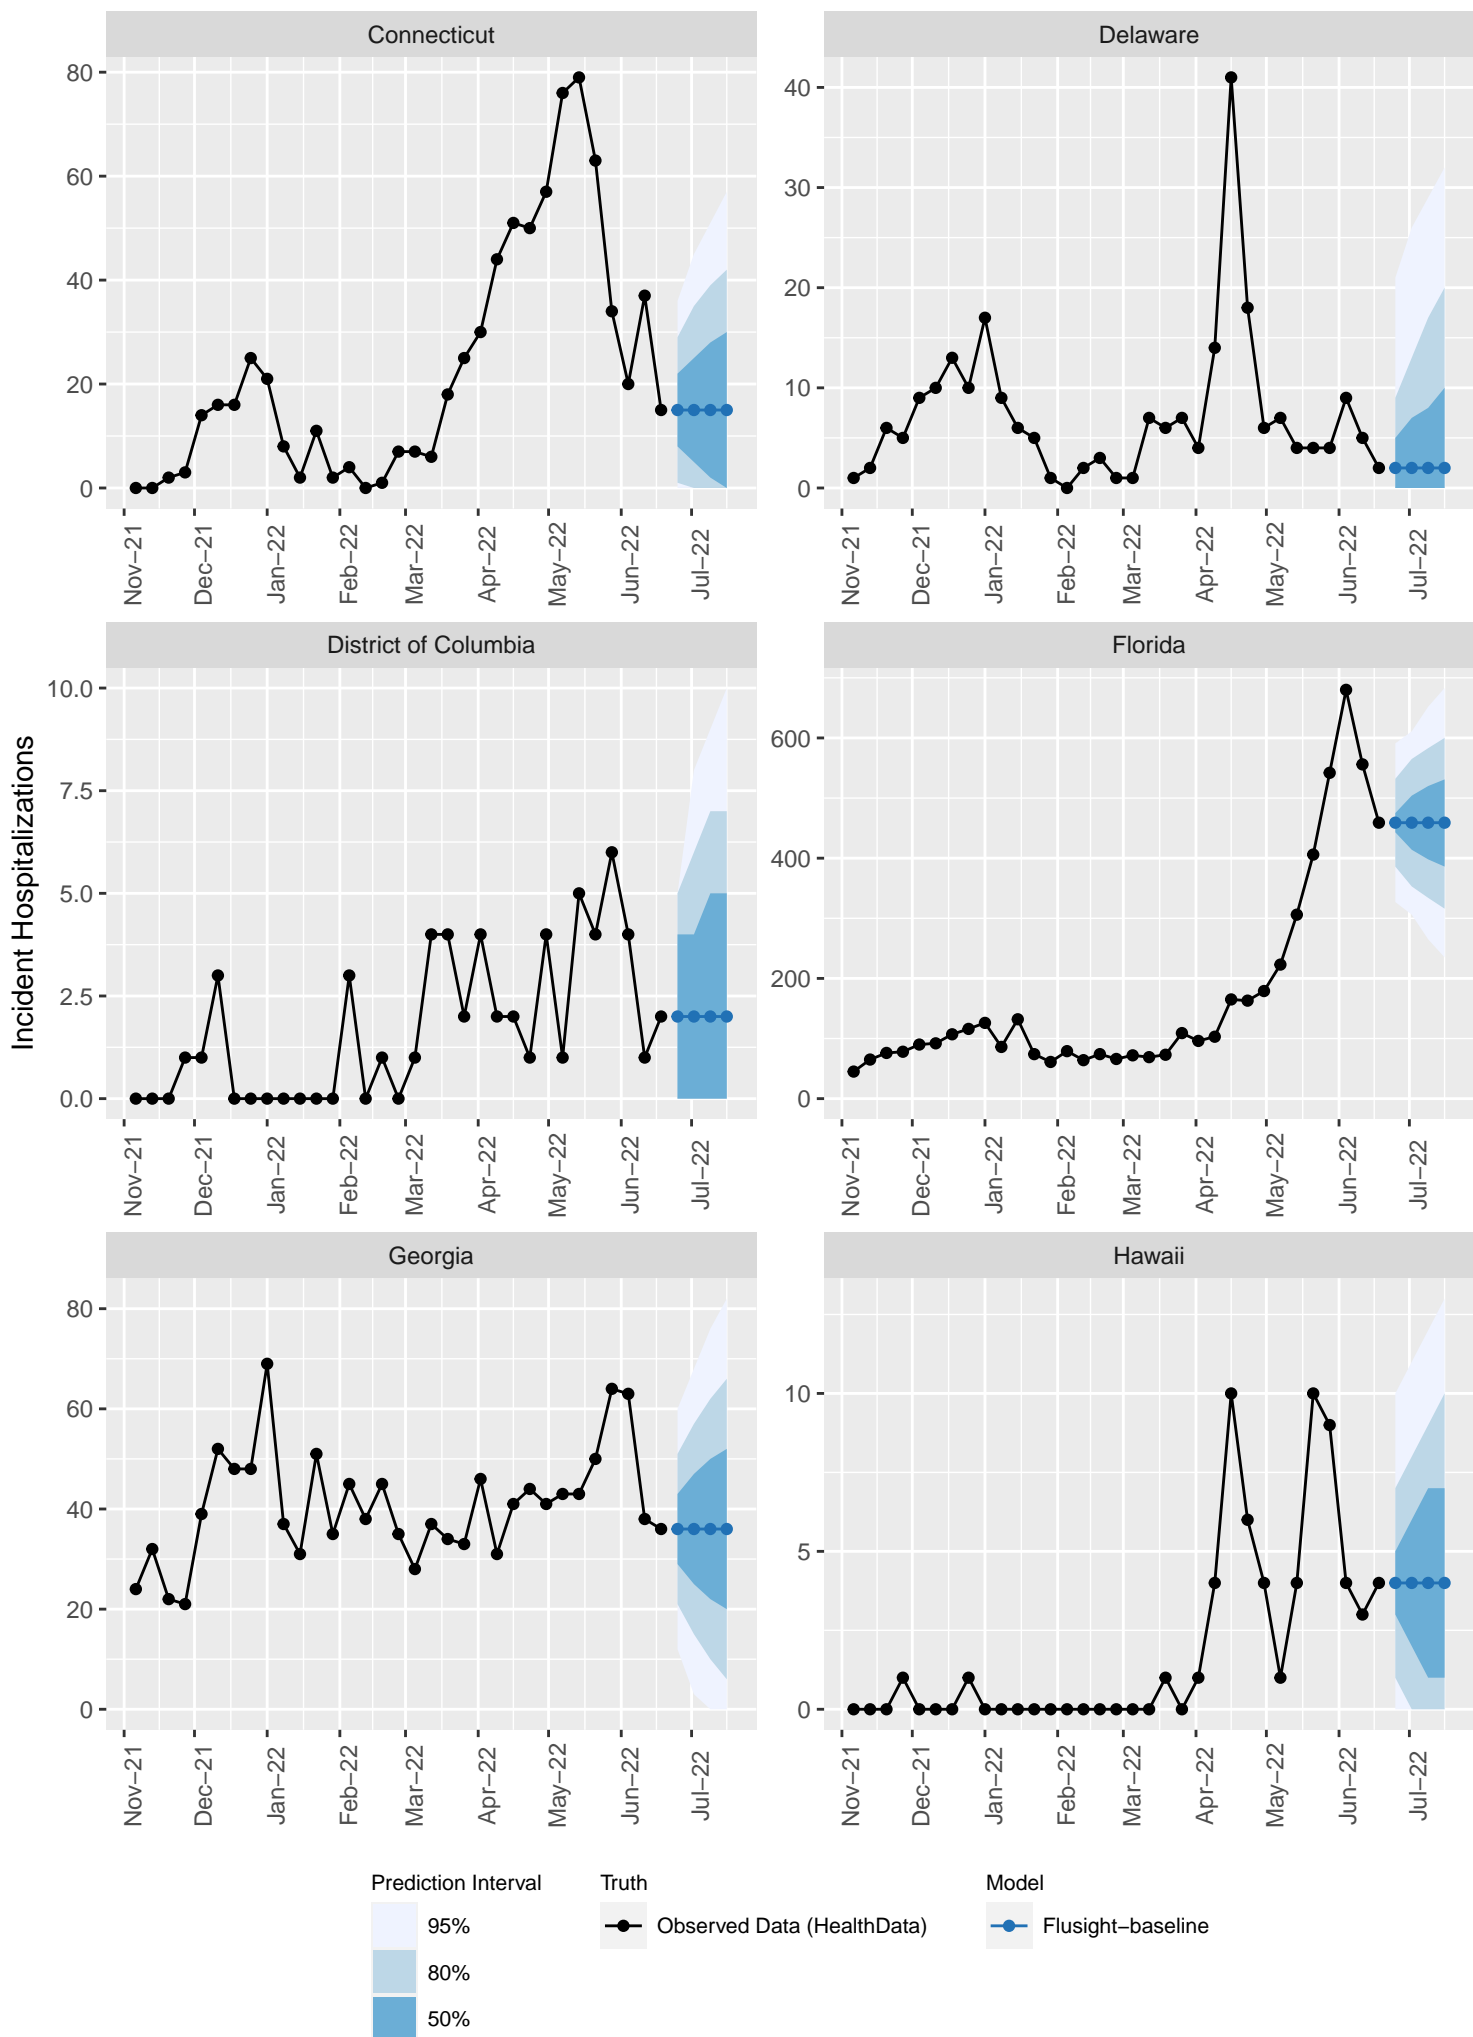 Connecticut
Delaware
80
60
40
20
0
40
30
20
10
0
Nov−21
Dec−21
Jan−22
Feb−22
Mar−22
Apr−22
May−22
Jun−22
Jul−22
Nov−21
Dec−21
Jan−22
Feb−22
Mar−22
Apr−22
May−22
Jun−22
Jul−22
Incident Hospitalizations
District of Columbia
Florida
10.0
7.5
5.0
2.5
0.0
600
400
200
0
Nov−21
Dec−21
Jan−22
Feb−22
Mar−22
Apr−22
May−22
Jun−22
Jul−22
Nov−21
Dec−21
Jan−22
Feb−22
Mar−22
Apr−22
May−22
Jun−22
Jul−22
Georgia
Hawaii
80
60
40
20
0
10
5
0
Nov−21
Dec−21
Jan−22
Feb−22
Mar−22
Apr−22
May−22
Jun−22
Jul−22
Nov−21
Dec−21
Jan−22
Feb−22
Mar−22
Apr−22
May−22
Jun−22
Jul−22
Prediction Interval
95%
80%
50%
Truth
Observed Data (HealthData)
Model
Flusight−baseline